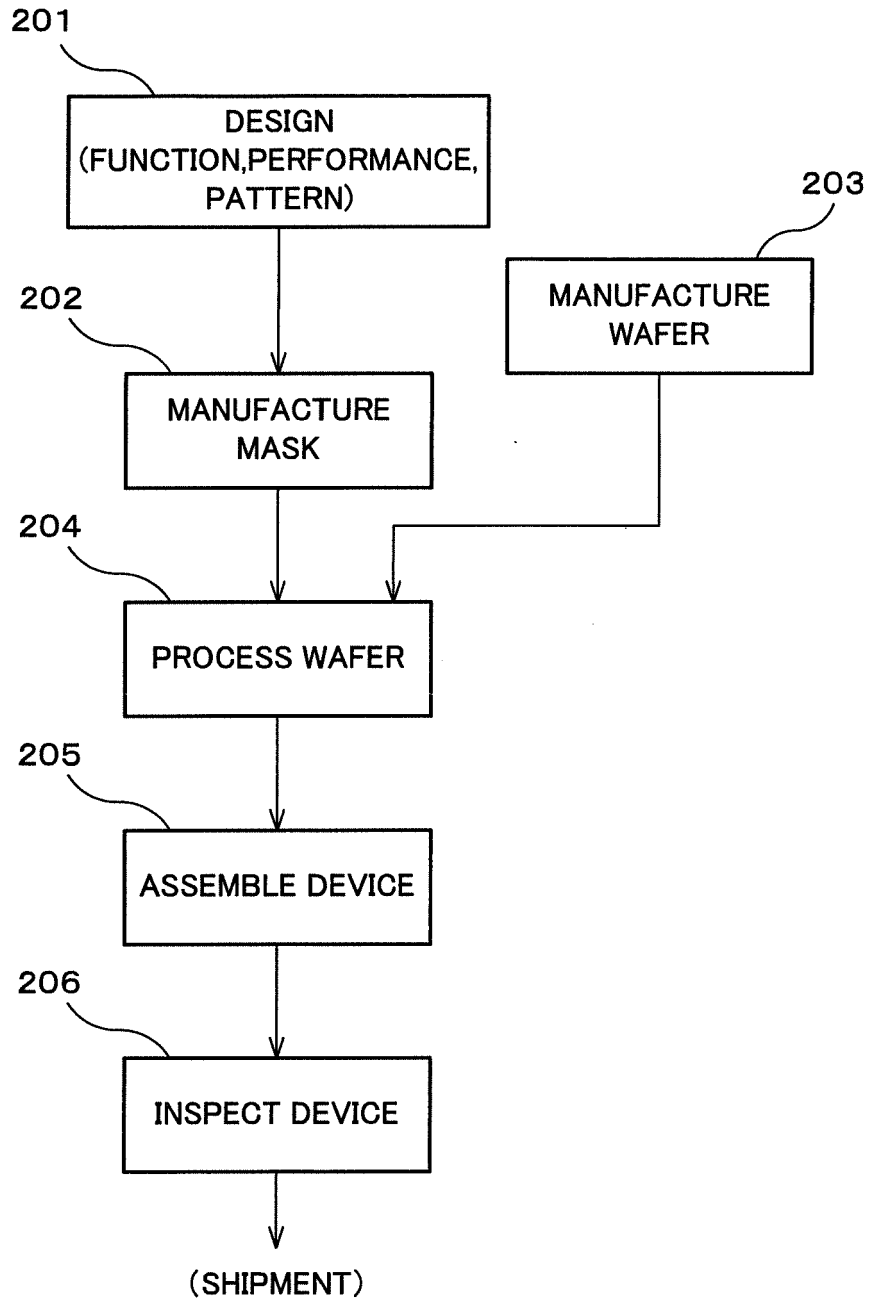 201
DESIGN
(FUNCTION,PERFORMANCE,
PATTERN)
203
MANUFACTURE
WAFER
202
MANUFACTURE
MASK
204
PROCESS WAFER
205
ASSEMBLE DEVICE
206
INSPECT DEVICE
(SHIPMENT)